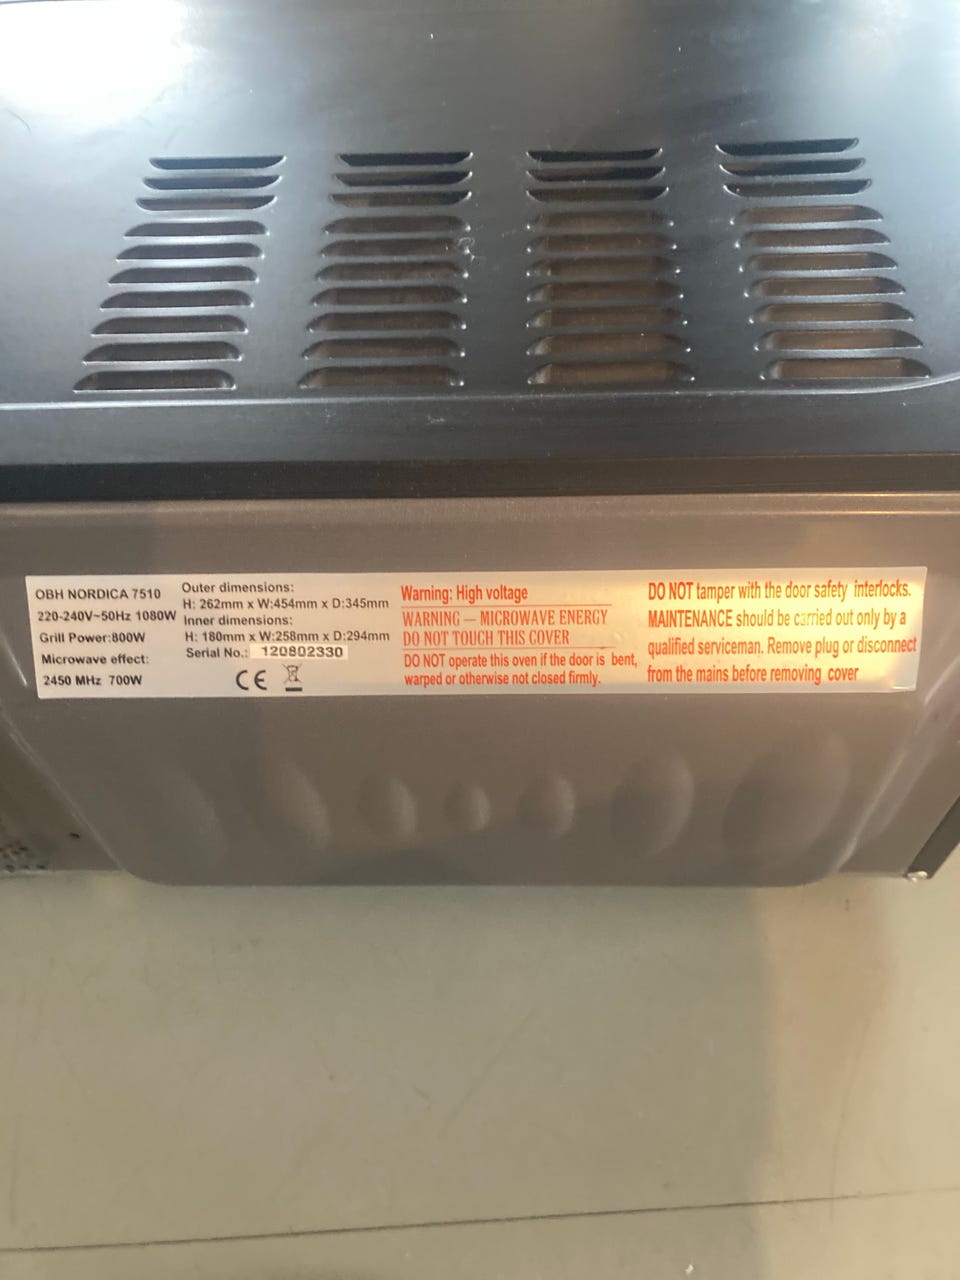 OBH NORDICA 7510
220-240V~50Hz 1080W
Grill Power:800W
Microwave effect:
2450 MHz 700W
Outer dimensions:
H: 262mm x W:454mm x D:345mm
Inner dimensions:
H: 180mm x W:258mm x D:294mm
Serial No.: 120802330
CE
Warning: High voltage
WARNING — MICROWAVE ENERGY
DO NOT TOUCH THIS COVER
DO NOT operate this oven if the door is bent,
warped or otherwise not closed firmly.
DO NOT tamper with the door safety interlocks.
MAINTENANCE should be carried out only by a
qualified serviceman. Remove plug or disconnect
from the mains before removing cover